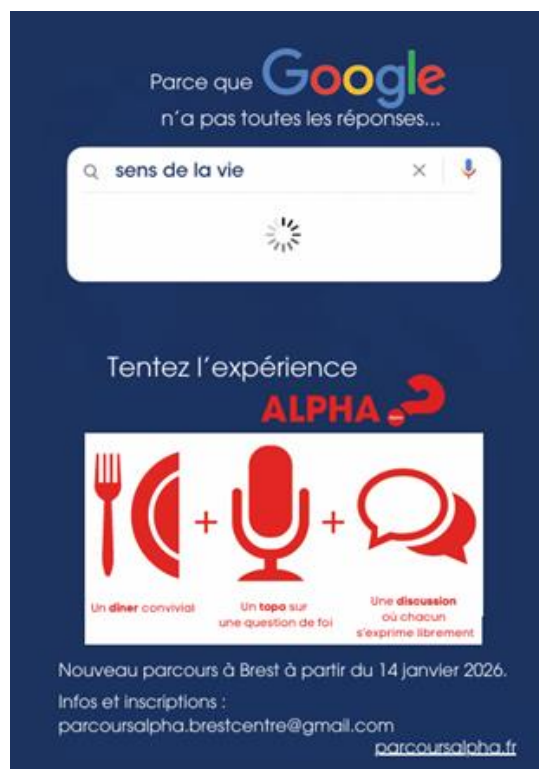 Parce que Google
n'a pas toutes les réponses...
sens de la vie
Tentez l'expérience
ALPHA
Un dîner convivial
Un topo sur
une question de foi
Une discussion
où chacun
s'exprime librement
Nouveau parcours à Brest à partir du 14 janvier 2026.
Infos et inscriptions :
parcoursalpha.brestcentre@gmail.com
parcoursalpha.fr